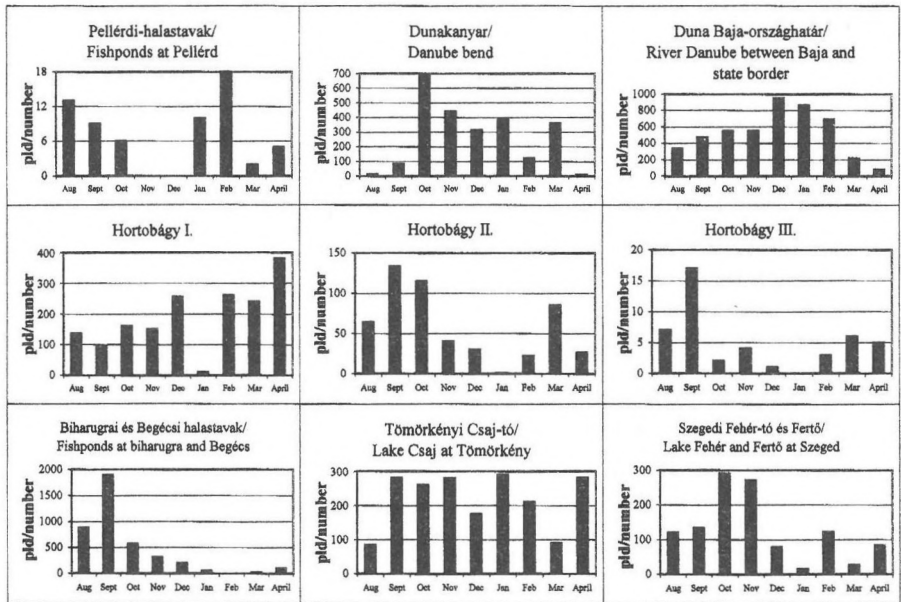 Pellérdi-halastavak/
Fishponds at Pellérd
pld/number
18
12
6
0
Aug Sept Oct Nov Dec Jan Feb Mar April
Dunakanyar/
Danube bend
pld/number
700
600
500
400
300
200
100
0
Aug Sept Oct Nov Dec Jan Feb Mar April
Duna Baja-országhatár/
River Danube between Baja and
state border
pld/number
1000
800
600
400
200
0
Aug Sept Oct Nov Dec Jan Feb Mar April
Hortobágy I.
pld/number
400
300
200
100
0
Aug Sept Oct Nov Dec Jan Feb Mar April
Hortobágy II.
pld/number
150
100
50
0
Aug Sept Oct Nov Dec Jan Feb Mar April
Hortobágy III.
pld/number
20
15
10
5
0
Aug Sept Oct Nov Dec Jan Feb Mar April
Biharugrai és Begécsi halastavak/
Fishponds at biharugra and Begécs
pld/number
2000
1500
1000
500
0
Aug Sept Oct Nov Dec Jan Feb Mar April
Tömörkényi Csaj-tó/
Lake Csaj at Tömörkény
pld/number
300
200
100
0
Aug Sept Oct Nov Dec Jan Feb Mar April
Szegedi Fehér-tó és Fertő/
Lake Fehér and Fertő at Szeged
pld/number
300
200
100
0
Aug Sept Oct Nov Dec Jan Feb Mar April